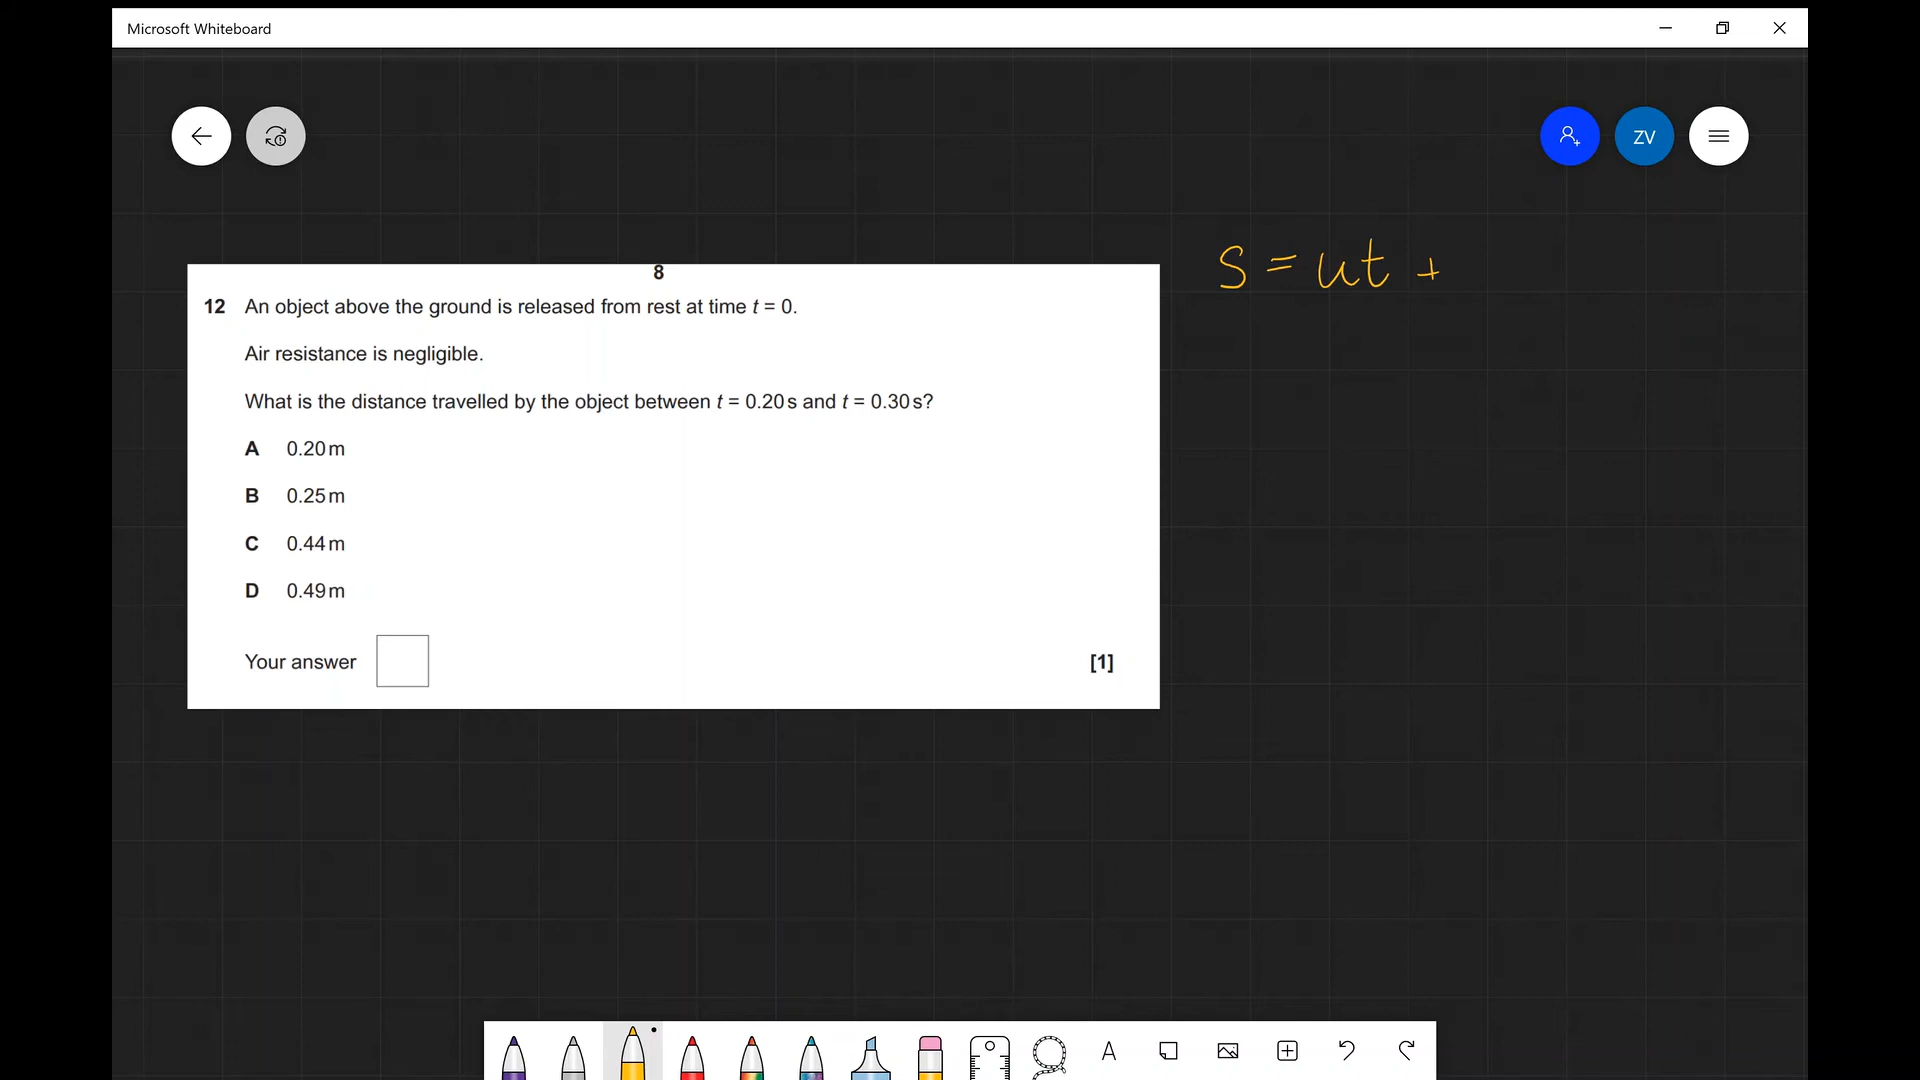 Microsoft Whiteboard
ZV
s = ut +
8
12 An object above the ground is released from rest at time t = 0.
Air resistance is negligible.
What is the distance travelled by the object between t = 0.20 s and t = 0.30 s?
A 0.20 m
B 0.25 m
C 0.44 m
D 0.49 m
Your answer [1]
A